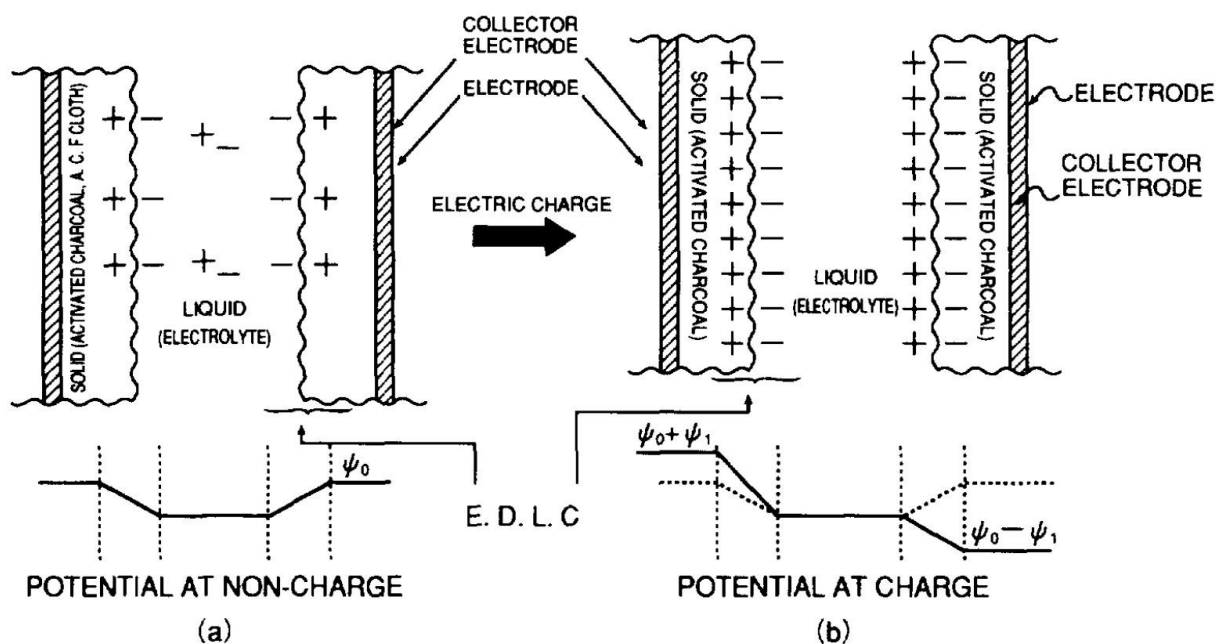 COLLECTOR
ELECTRODE
ELECTRODE
SOLID (ACTIVATED CHARCOAL, A. C. F CLOTH)
+ − + − − +
+ − − +
+ − + − − +
LIQUID
(ELECTROLYTE)
ELECTRIC CHARGE
SOLID (ACTIVATED CHARCOAL)
+ − + −
+ − + −
+ − + −
+ − + −
+ − + −
+ − + −
+ − + −
+ − + −
+ − + −
LIQUID
(ELECTROLYTE)
SOLID (ACTIVATED CHARCOAL)
ELECTRODE
COLLECTOR
ELECTRODE
ψ₀
E. D. L. C
ψ₀+ψ₁
ψ₀−ψ₁
POTENTIAL AT NON-CHARGE
(a)
POTENTIAL AT CHARGE
(b)